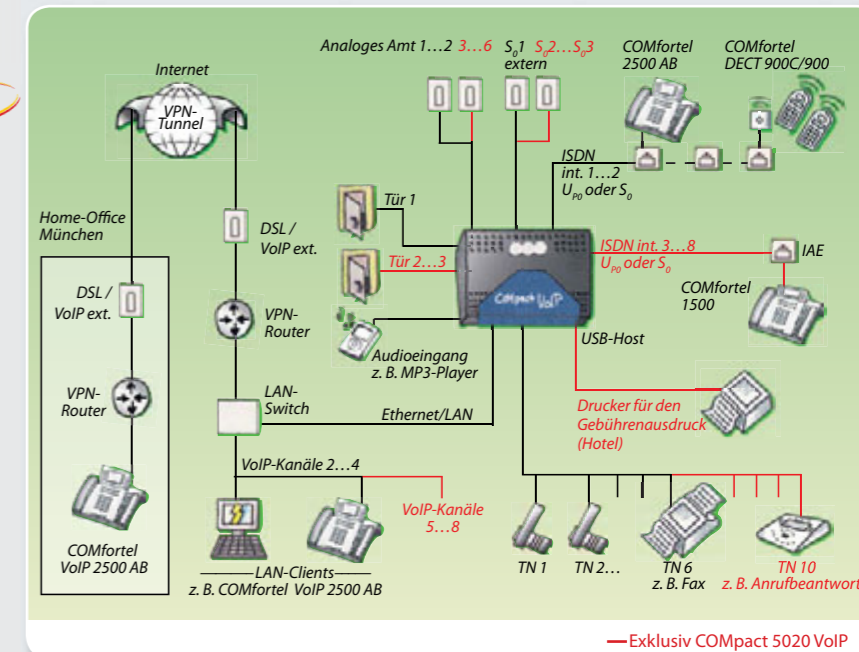 Analoges Amt 1…2 3…6
S₀1 S₀2…S₀3
extern
COMfortel
2500 AB
COMfortel
DECT 900C/900
Internet
VPN-
Tunnel
ISDN
int. 1…2
UP0 oder S₀
Tür 1
Home-Office
München
DSL /
VoIP ext.
Tür 2…3
ISDN int. 3…8
UP0 oder S₀
IAE
COMfortel
1500
DSL /
VoIP ext.
COMpact VoIP
VPN-
Router
USB-Host
Audioeingang
z. B. MP3-Player
VPN-
Router
LAN-
Switch
Ethernet/LAN
Drucker für den
Gebührenausdruck
(Hotel)
VoIP-Kanäle 2…4
VoIP-Kanäle
5…8
COMfortel
VoIP 2500 AB
LAN-Clients
z. B. COMfortel VoIP 2500 AB
TN 1
TN 2…
TN 6
z. B. Fax
TN 10
z. B. Anrufbeantwort
Exklusiv COMpact 5020 VoIP